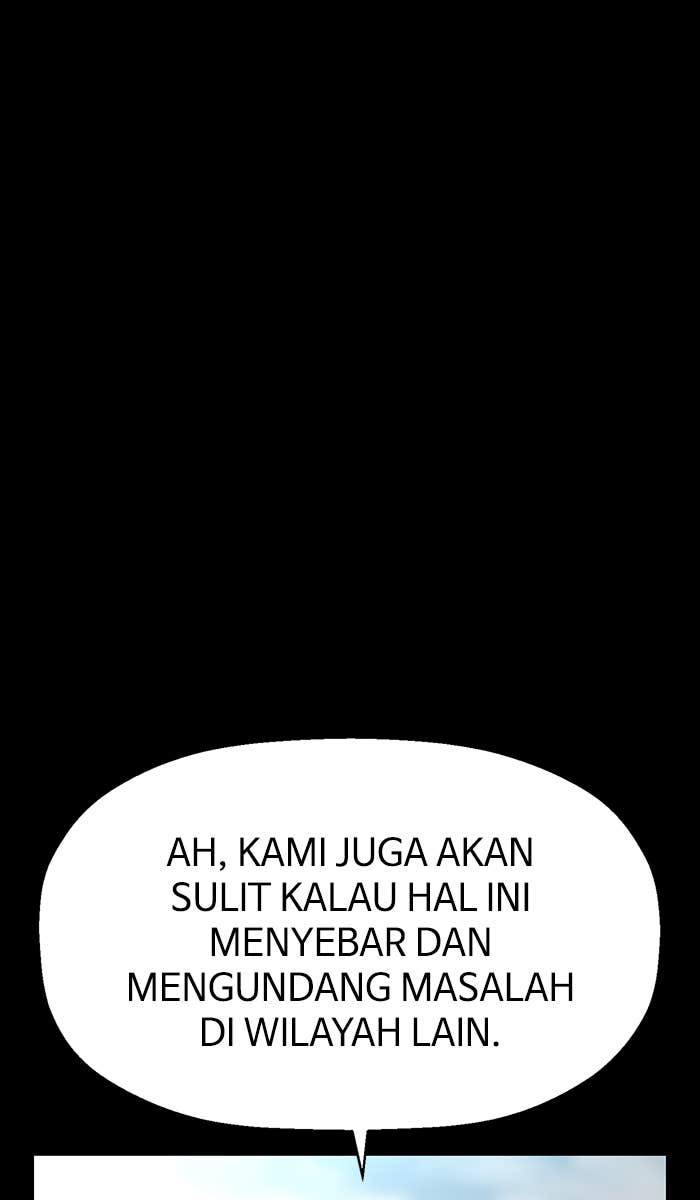 AH, KAMI JUGA AKAN
SULIT KALAU HAL INI
MENYEBAR DAN
MENGUNDANG MASALAH
DI WILAYAH LAIN.